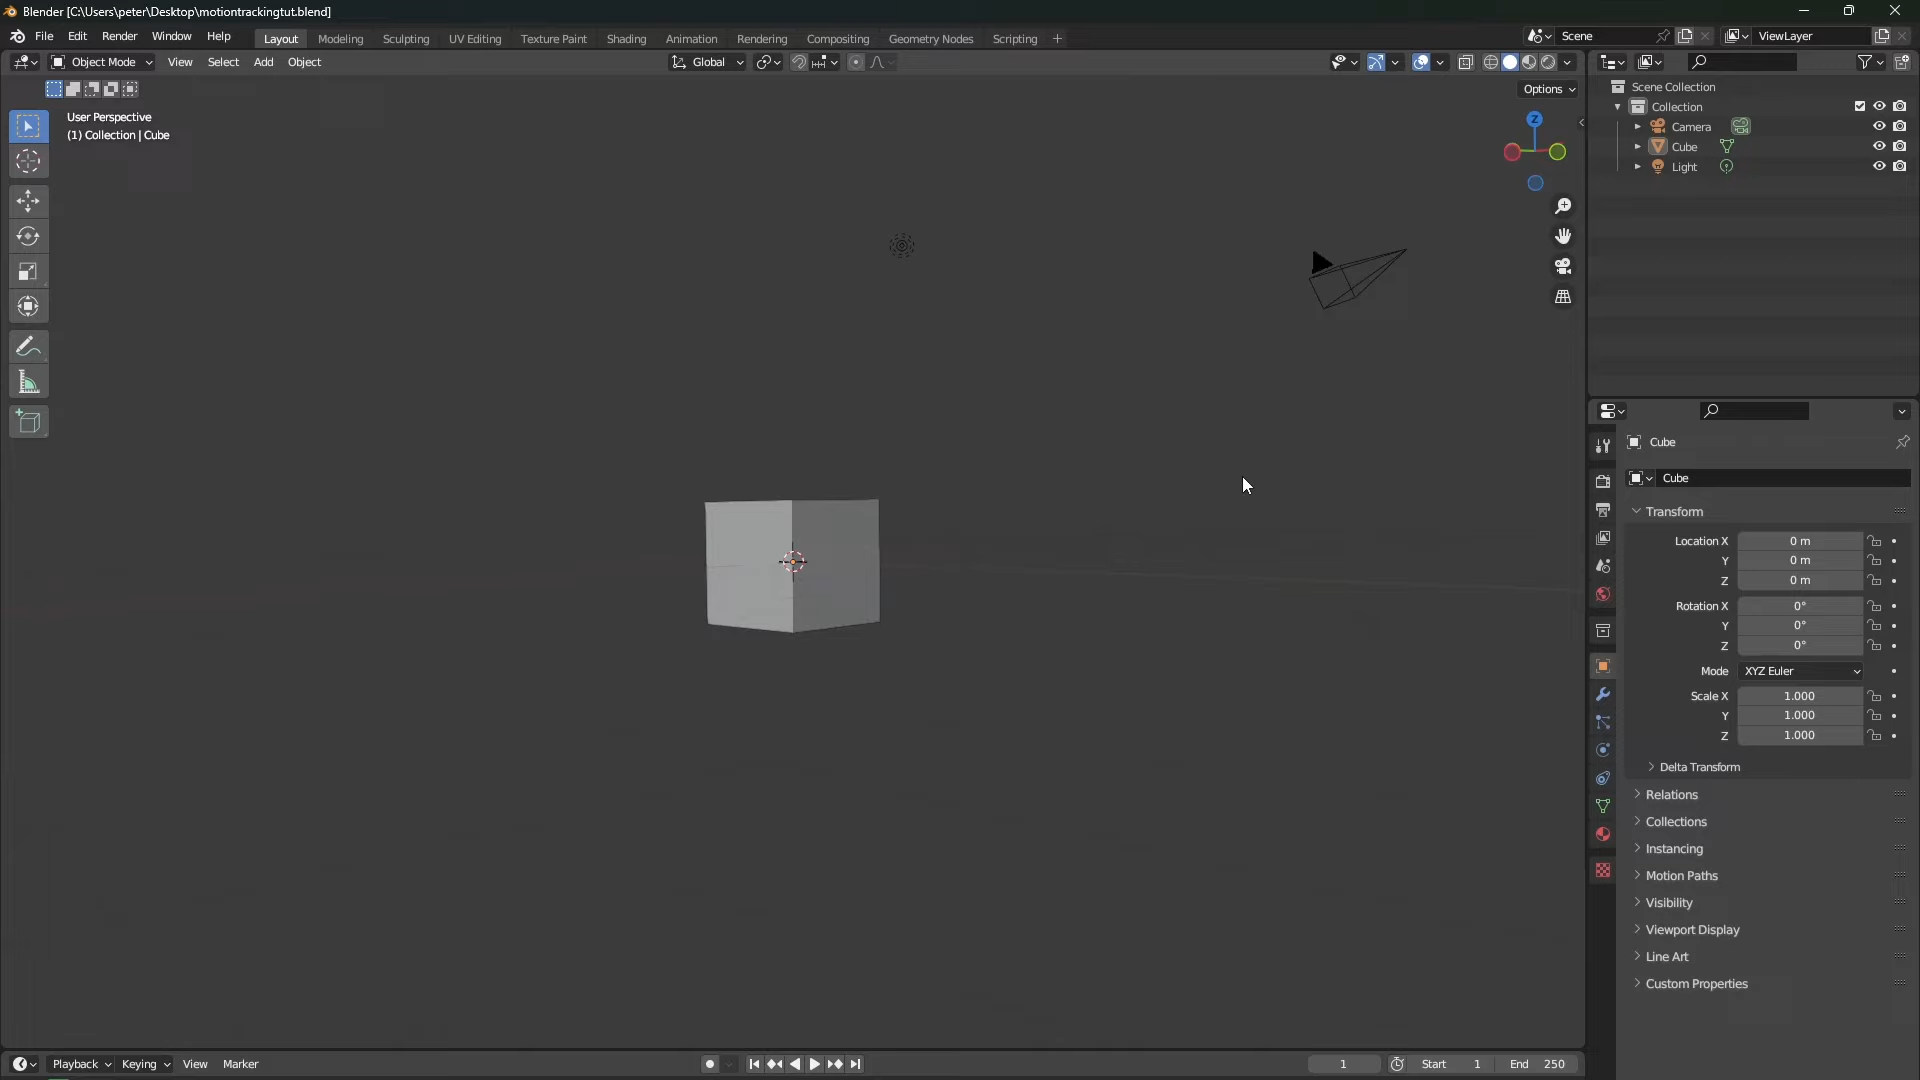 Blender [C:\Users\peter\Desktop\motiontrackingtut.blend]
File Edit Render Window Help Layout Modeling Sculpting UV Editing Texture Paint Shading Animation Rendering Compositing Geometry Nodes Scripting + Scene ViewLayer
Object Mode View Select Add Object Global
Options
User Perspective
(1) Collection | Cube
Z
Scene Collection
Collection
Camera
Cube
Light
Cube
Cube
Transform
Location X 0 m
Y 0 m
Z 0 m
Rotation X 0°
Y 0°
Z 0°
Mode XYZ Euler
Scale X 1.000
Y 1.000
Z 1.000
Delta Transform
Relations
Collections
Instancing
Motion Paths
Visibility
Viewport Display
Line Art
Custom Properties
Playback Keying View Marker 1 Start 1 End 250